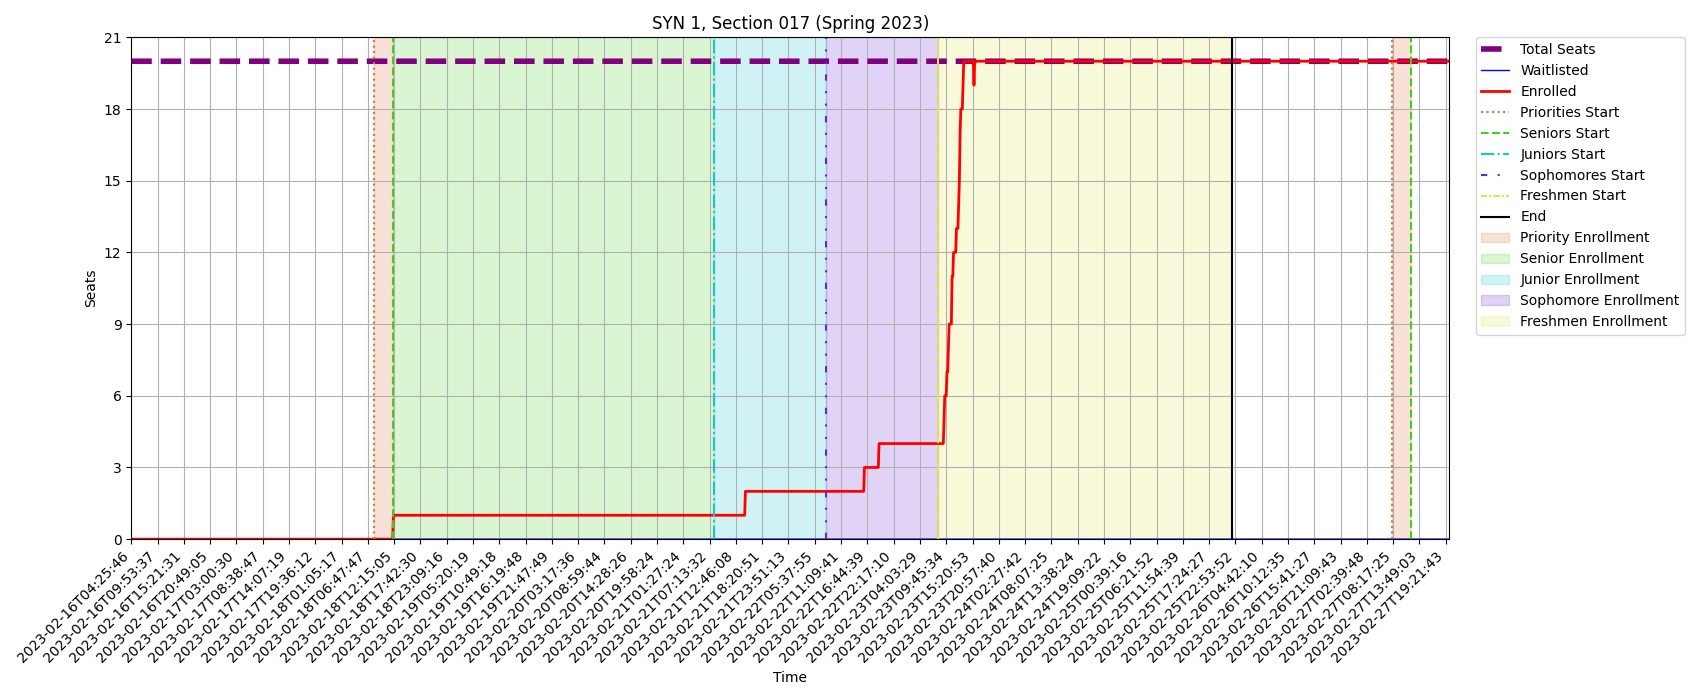 SYN 1, Section 017 (Spring 2023)
21
18
15
12
9
6
3
0
Seats
2023-02-16T04:25:46
2023-02-16T09:53:37
2023-02-16T15:21:31
2023-02-16T20:49:05
2023-02-17T03:00:30
2023-02-17T08:38:47
2023-02-17T14:07:19
2023-02-17T19:36:12
2023-02-18T01:05:17
2023-02-18T06:47:47
2023-02-18T12:15:05
2023-02-18T17:42:30
2023-02-18T23:09:16
2023-02-19T05:20:19
2023-02-19T10:49:18
2023-02-19T16:19:48
2023-02-19T21:47:49
2023-02-20T03:17:36
2023-02-20T08:59:44
2023-02-20T14:28:26
2023-02-20T19:58:24
2023-02-21T01:27:24
2023-02-21T07:13:32
2023-02-21T12:46:08
2023-02-21T18:20:51
2023-02-21T23:51:13
2023-02-22T05:37:55
2023-02-22T11:09:41
2023-02-22T16:44:39
2023-02-22T22:17:10
2023-02-23T04:03:29
2023-02-23T09:45:34
2023-02-23T15:20:53
2023-02-23T20:57:40
2023-02-24T02:27:42
2023-02-24T08:07:25
2023-02-24T13:38:24
2023-02-24T19:09:22
2023-02-25T00:39:16
2023-02-25T06:21:52
2023-02-25T11:54:39
2023-02-25T17:24:27
2023-02-25T22:53:52
2023-02-26T04:42:10
2023-02-26T10:12:35
2023-02-26T15:41:27
2023-02-26T21:09:43
2023-02-27T02:39:48
2023-02-27T08:17:25
2023-02-27T13:49:03
2023-02-27T19:21:43
Time
Total Seats
Waitlisted
Enrolled
Priorities Start
Seniors Start
Juniors Start
Sophomores Start
Freshmen Start
End
Priority Enrollment
Senior Enrollment
Junior Enrollment
Sophomore Enrollment
Freshmen Enrollment